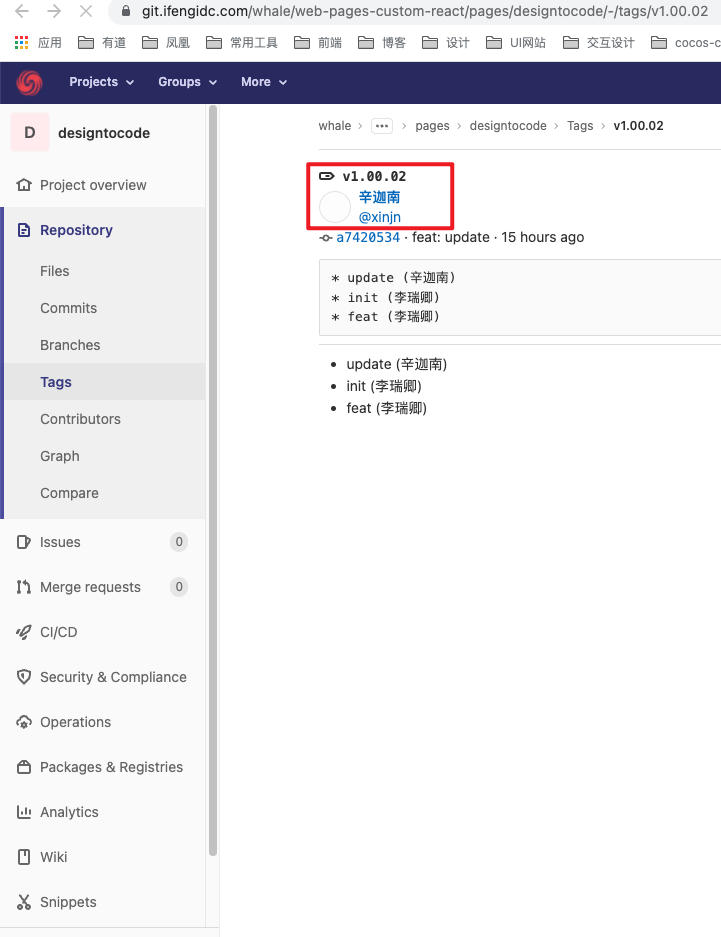 git.ifengidc.com/whale/web-pages-custom-react/pages/designtocode/-/tags/v1.00.02
应用 有道 凤凰 常用工具 前端 博客 设计 UI网站 交互设计 cocos-c
Projects Groups More
D designtocode
Project overview
Repository
Files
Commits
Branches
Tags
Contributors
Graph
Compare
Issues 0
Merge requests 0
CI/CD
Security & Compliance
Operations
Packages & Registries
Analytics
Wiki
Snippets
whale › ••• › pages › designtocode › Tags › v1.00.02
v1.00.02
辛迦南
@xinjn
a7420534 · feat: update · 15 hours ago
* update (辛迦南)
* init (李瑞卿)
* feat (李瑞卿)
• update (辛迦南)
• init (李瑞卿)
• feat (李瑞卿)